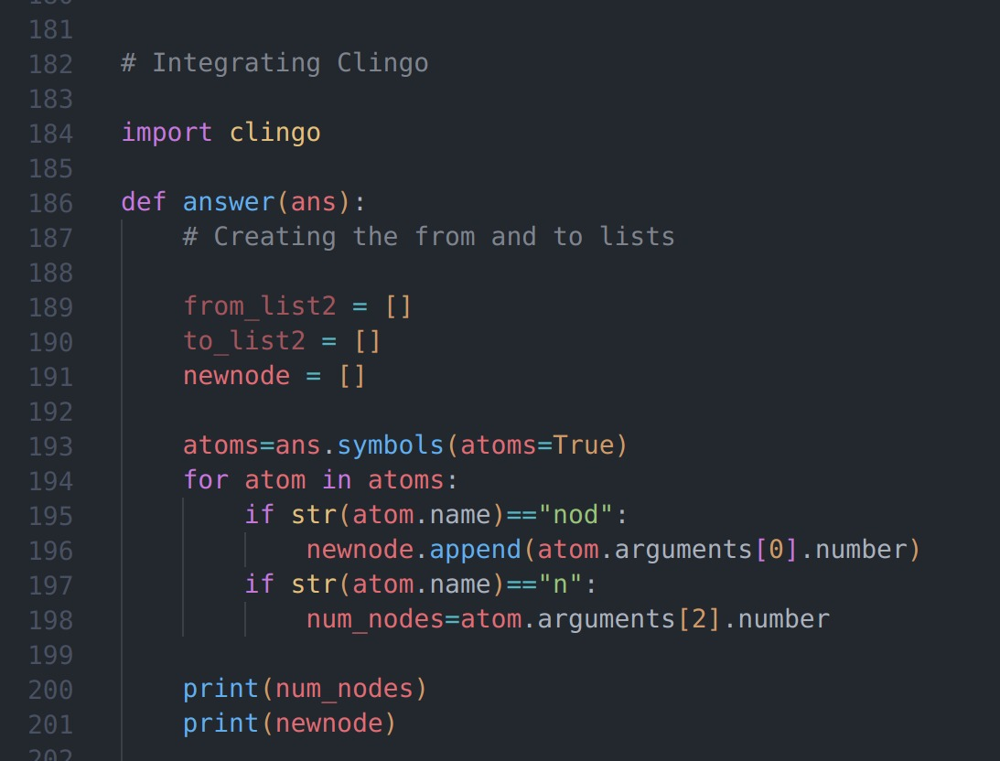 181
182 # Integrating Clingo
183
184 import clingo
185
186 def answer(ans):
187     # Creating the from and to lists
188
189     from_list2 = []
190     to_list2 = []
191     newnode = []
192
193     atoms=ans.symbols(atoms=True)
194     for atom in atoms:
195         if str(atom.name)=="nod":
196             newnode.append(atom.arguments[0].number)
197         if str(atom.name)=="n":
198             num_nodes=atom.arguments[2].number
199
200     print(num_nodes)
201     print(newnode)